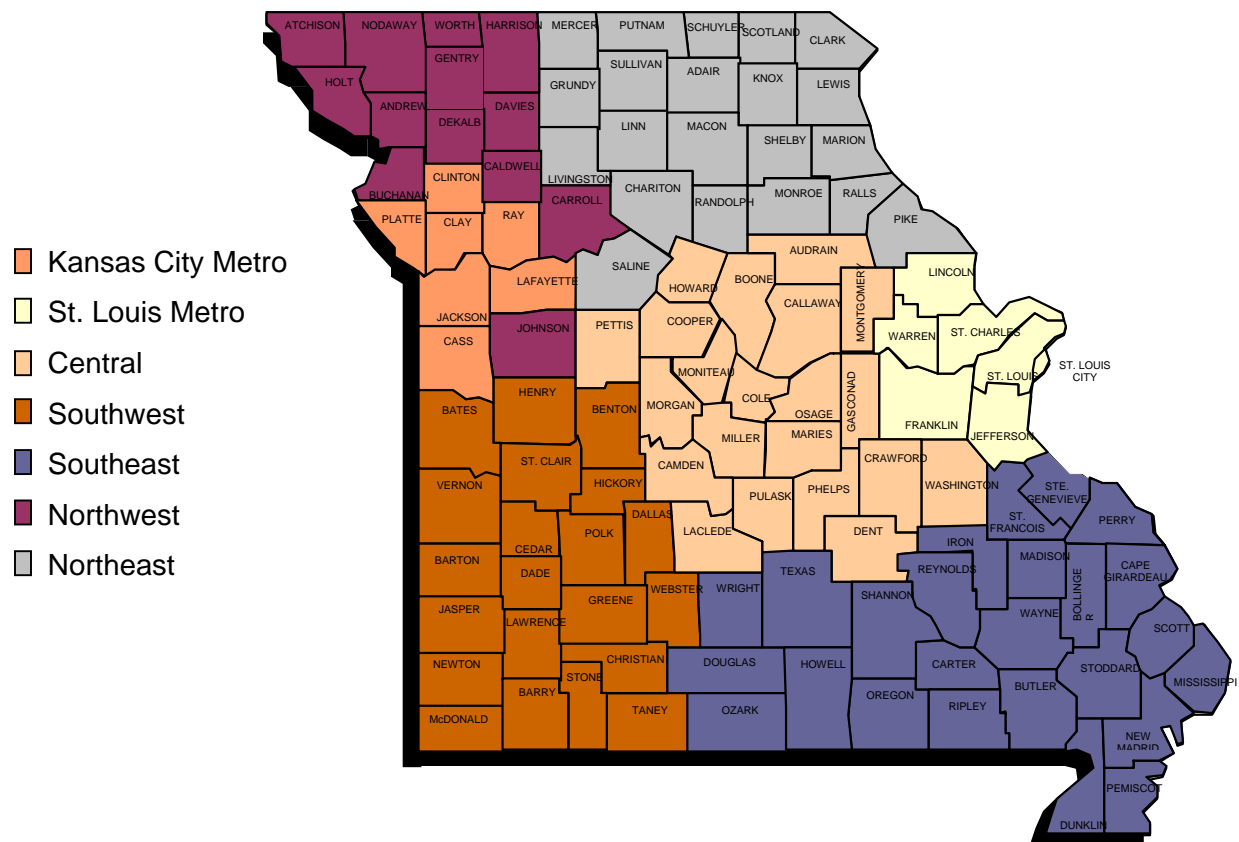 Kansas City Metro
St. Louis Metro
Central
Southwest
Southeast
Northwest
Northeast
ATCHISON
NODAWAY
WORTH
HARRISON
MERCER
PUTNAM
SCHUYLER
SCOTLAND
CLARK
HOLT
GENTRY
GRUNDY
SULLIVAN
ADAIR
KNOX
LEWIS
ANDREW
DEKALB
DAVIES
LINN
MACON
SHELBY
MARION
BUCHANAN
CLINTON
CALDWELL
LIVINGSTON
CARROLL
CHARITON
RANDOLPH
MONROE
RALLS
PIKE
PLATTE
CLAY
RAY
AUDRAIN
LAFAYETTE
SALINE
HOWARD
BOONE
CALLAWAY
MONTGOMERY
LINCOLN
JACKSON
JOHNSON
PETTIS
COOPER
WARREN
ST. CHARLES
CASS
MONITEAU
ST. LOUIS
ST. LOUIS
CITY
HENRY
BATES
BENTON
MORGAN
COLE
OSAGE
GASCONAD
FRANKLIN
JEFFERSON
MILLER
MARIES
ST. CLAIR
CAMDEN
CRAWFORD
WASHINGTON
VERNON
HICKORY
PULASK
PHELPS
STE.
GENEVIEVE
DALLAS
LACLEDE
DENT
ST.
FRANCOIS
PERRY
POLK
IRON
CEDAR
BARTON
DADE
TEXAS
REYNOLDS
MADISON
CAPE
GIRARDEAU
WEBSTER
WRIGHT
SHANNON
BOLLINGE
R
JASPER
GREENE
LAWRENCE
WAYNE
SCOTT
NEWTON
CHRISTIAN
DOUGLAS
HOWELL
CARTER
STODDARD
STONE
MISSISSIPPI
BARRY
BUTLER
OREGON
RIPLEY
McDONALD
TANEY
OZARK
NEW
MADRID
PEMISCOT
DUNKLIN